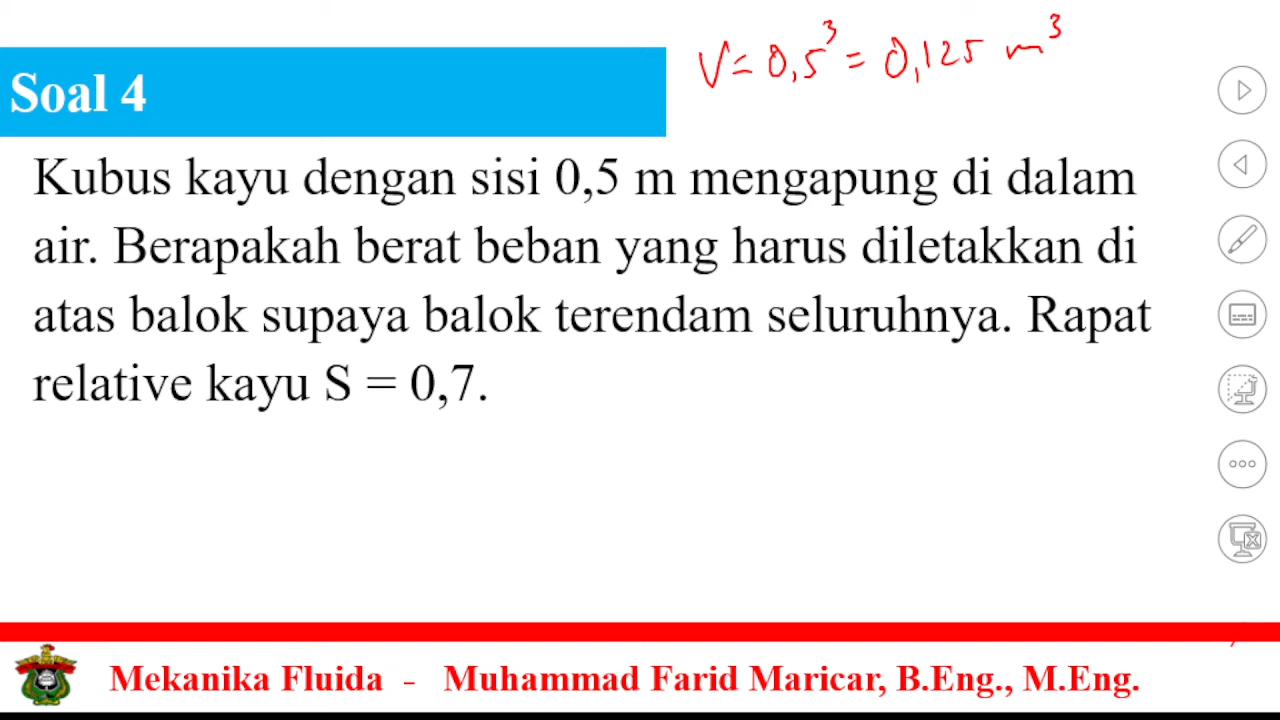 V = 0,5³ = 0,125 m³
Soal 4
Kubus kayu dengan sisi 0,5 m mengapung di dalam
air. Berapakah berat beban yang harus diletakkan di
atas balok supaya balok terendam seluruhnya. Rapat
relative kayu S = 0,7.
Mekanika Fluida - Muhammad Farid Maricar, B.Eng., M.Eng.